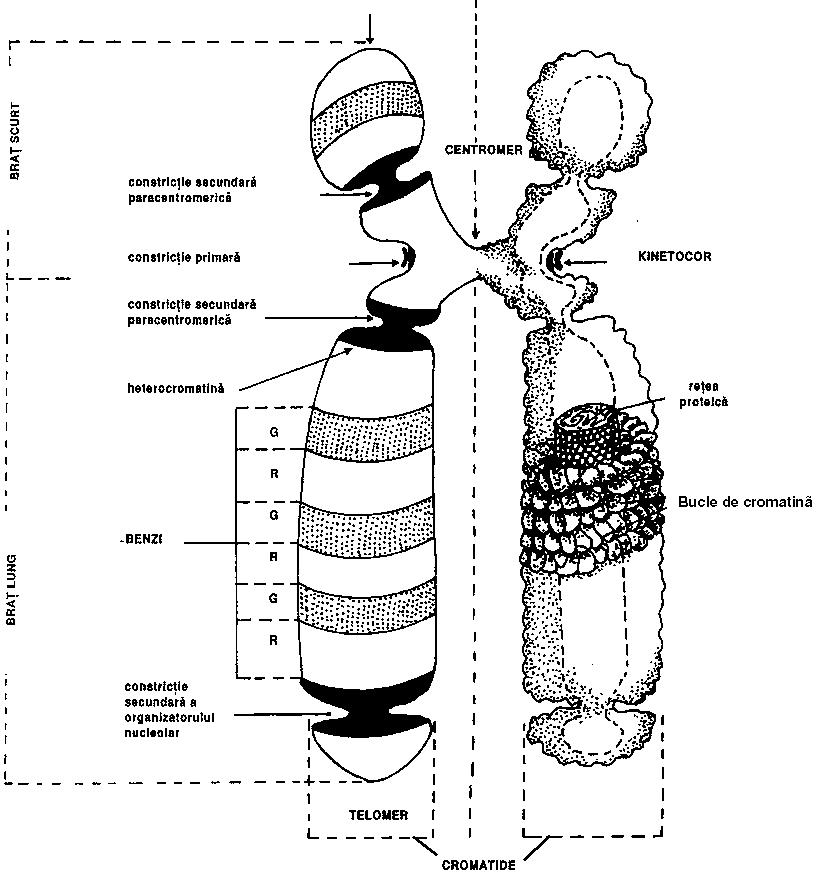 BRAȚ SCURT
CENTROMER
constricție secundară
paracentromerică
constricție primară
KINETOCOR
constricție secundară
paracentromerică
heterocromatină
rețea
proteică
G
R
G
R
G
R
BENZI
Bucle de cromatină
BRAȚ LUNG
constricție
secundară a
organizatorului
nucleolar
TELOMER
CROMATIDE